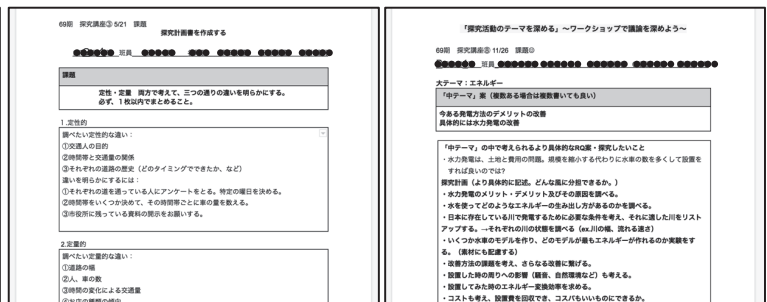 69期 探究講座③ 5/21 課題
探究計画書を作成する
班員
課題
定性・定量 両方で考えて、三つの通りの違いを明らかにする。
必ず、1枚以内でまとめること。
1.定性的
調べたい定性的な違い：
①交通人の目的
②時間帯と交通量の関係
③それぞれの道路の歴史（どのタイミングでできたか、など）
違いを明らかにするには：
①それぞれの道を通っている人にアンケートをとる。特定の曜日を決める。
②時間帯をいくつか決めて、その時間帯ごとに車の量を数える。
③市役所に残っている資料の開示をお願いする。
2.定量的
調べたい定量的な違い：
①道路の幅
②人、車の数
③時間の変化による交通量
④お店の種類の傾向
「探究活動のテーマを深める」～ワークショップで議論を深めよう～
69期 探究講座⑧ 11/26 課題
班員
大テーマ：エネルギー
「中テーマ」案（複数ある場合は複数書いても良い）
今ある発電方法のデメリットの改善
具体的には水力発電の改善
「中テーマ」の中で考えられるより具体的なRQ案・探究したいこと
・水力発電は、土地と費用の問題。規模を縮小する代わりに水車の数を多くして設置を
すれば良いのでは?
探究計画（より具体的に記述。どんな風に分担できるか。）
・水力発電のメリット・デメリット及びその原因を調べる。
・水を使ってどのようなエネルギーの生み出し方があるのかを調べる。
・日本に存在している川で発電するために必要な条件を考え、それに適した川をリスト
アップする。→それぞれの川の状態を調べる（ex.川の幅、流れる速さ）
・いくつか水車のモデルを作り、どのモデルが最もエネルギーが作れるのか実験をす
る。（素材にも配慮する）
・改善方法の課題を考え、さらなる改善に繋げる。
・設置した時の周りへの影響（騒音、自然環境など）も考える。
・設置してみた時のエネルギー変換効率を求める。
・コストも考え、設置費を回収でき、コスパもいいものにできるか。